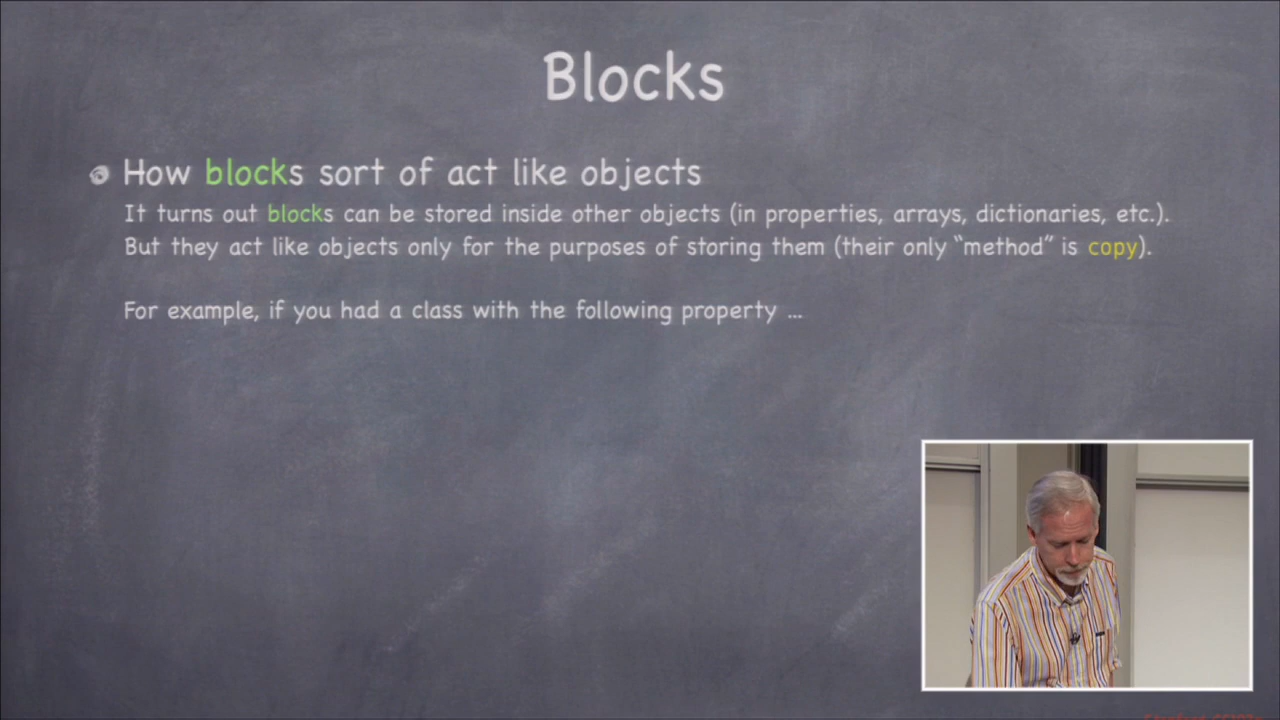 Blocks
How blocks sort of act like objects
It turns out blocks can be stored inside other objects (in properties, arrays, dictionaries, etc.).
But they act like objects only for the purposes of storing them (their only “method” is copy).
For example, if you had a class with the following property ...